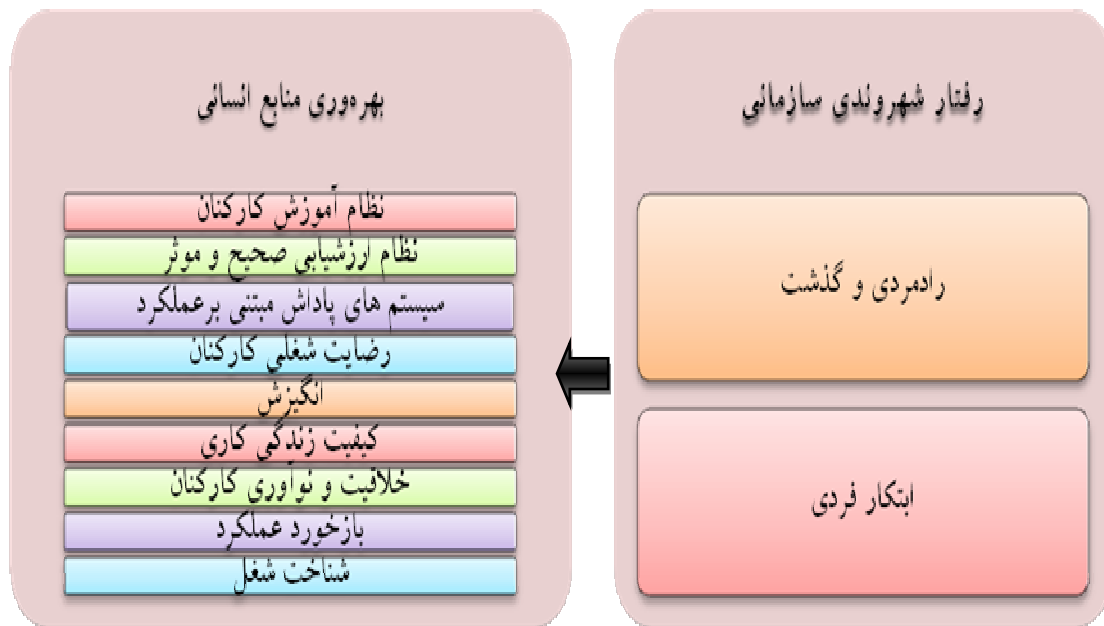 رفتار شهروندی سازمانی
رادمردی و گذشت
ابتکار فردی
بهره‌وری منابع انسانی
نظام آموزش کارکنان
نظام ارزشیابی صحیح و موثر
سیستم های پاداش مبتنی برعملکرد
رضایت شغلی کارکنان
انگیزش
کیفیت زندگی کاری
خلاقیت و نوآوری کارکنان
بازخورد عملکرد
شناخت شغل